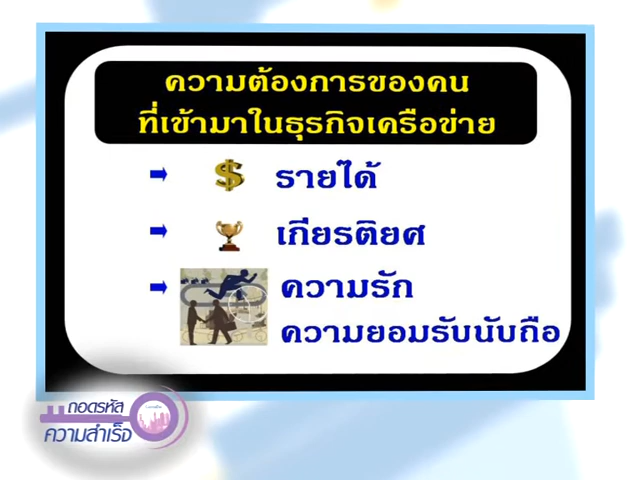 ความต้องการของคน
ที่เข้ามาในธุรกิจเครือข่าย
รายได้
เกียรติยศ
ความรัก
ความยอมรับนับถือ
ถอดรหัส
ความสำเร็จ